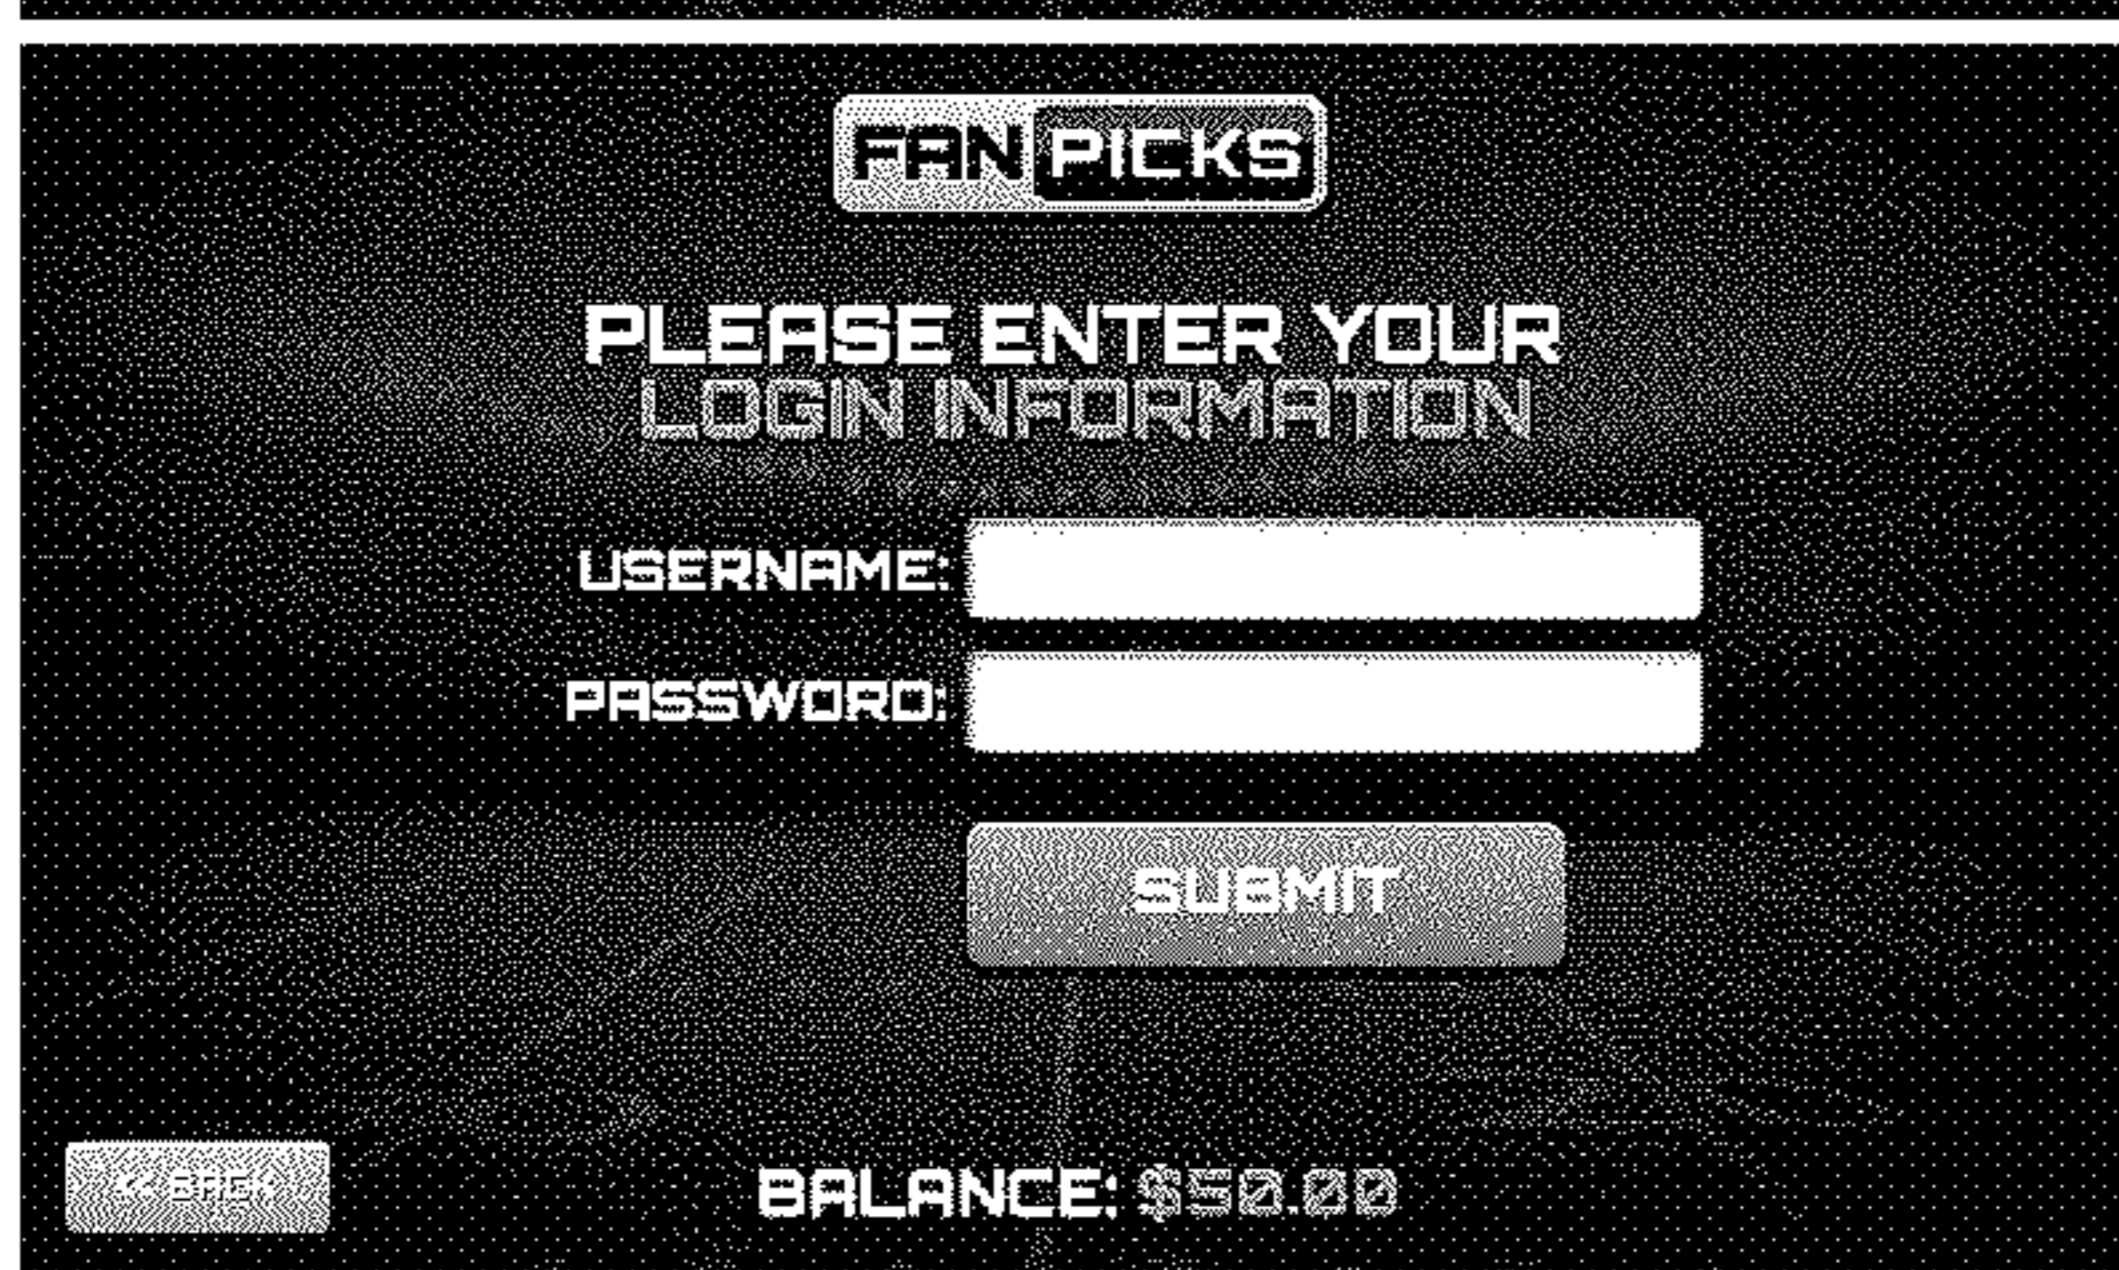 FAN PICKS
PLEASE ENTER YOUR
LOGIN INFORMATION
USERNAME:
PASSWORD:
SUBMIT
<< BACK
BALANCE: $50.00